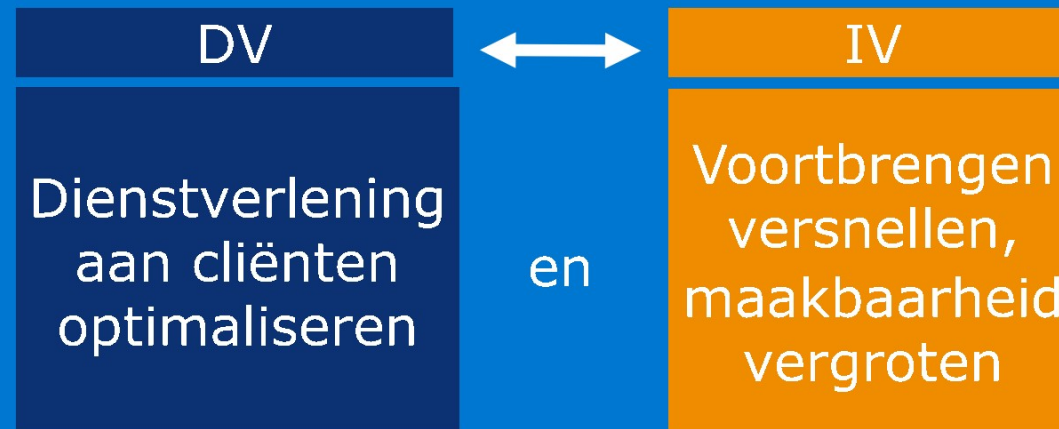 DV
IV
Dienstverlening
aan cliënten
optimaliseren
en
Voortbrengen
versnellen,
maakbaarheid
vergroten